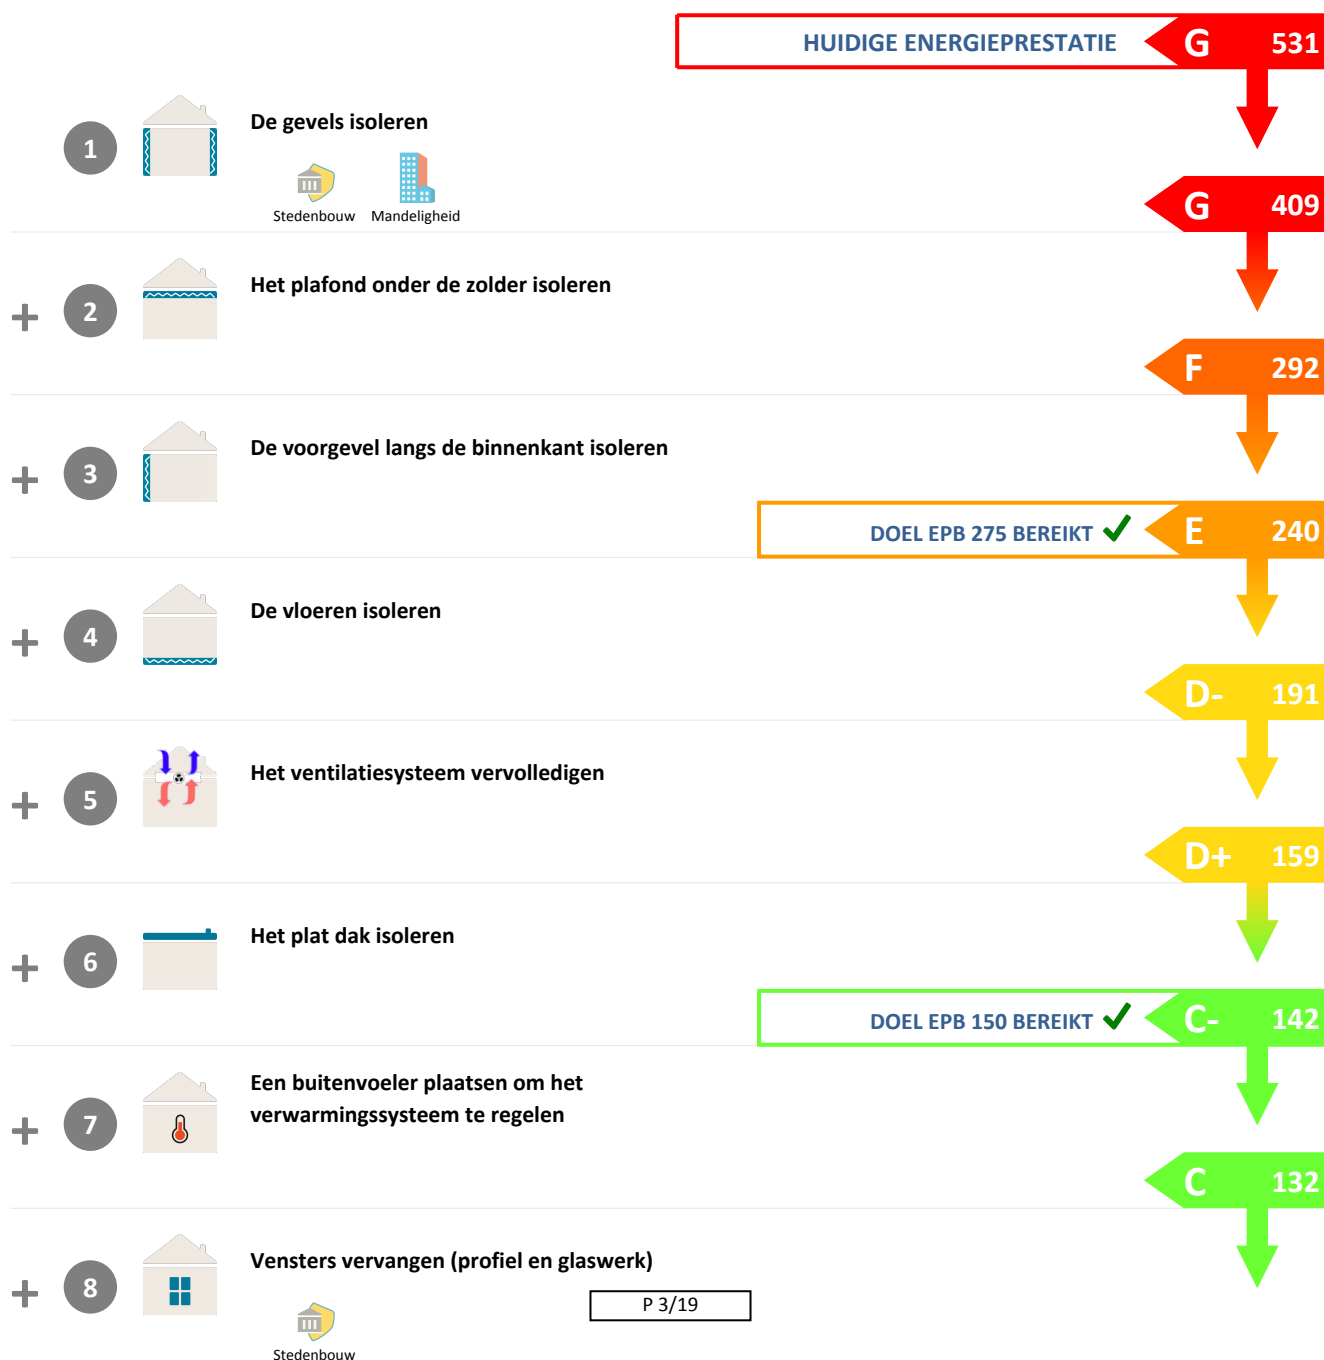 HUIDIGE ENERGIEPRESTATIE G 531
1 De gevels isoleren
Stedenbouw Mandeligheid
G 409
+ 2 Het plafond onder de zolder isoleren
F 292
+ 3 De voorgevel langs de binnenkant isoleren
DOEL EPB 275 BEREIKT ✓ E 240
+ 4 De vloeren isoleren
D- 191
+ 5 Het ventilatiesysteem vervolledigen
D+ 159
+ 6 Het plat dak isoleren
DOEL EPB 150 BEREIKT ✓ C- 142
+ 7 Een buitenvoeler plaatsen om het
verwarmingssysteem te regelen
C 132
+ 8 Vensters vervangen (profiel en glaswerk)
P 3/19
Stedenbouw